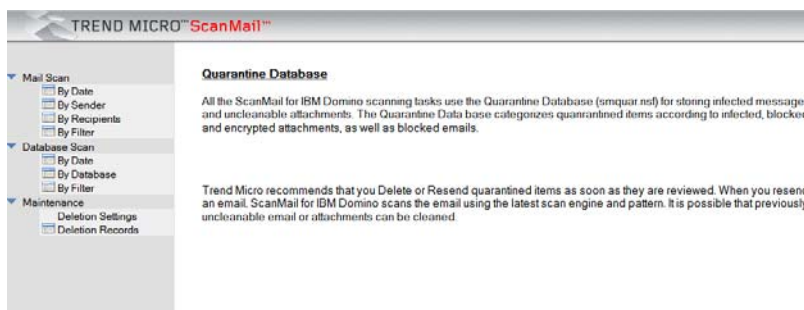 TREND MICRO™ ScanMail™
Mail Scan
By Date
By Sender
By Recipients
By Filter
Database Scan
By Date
By Database
By Filter
Maintenance
Deletion Settings
Deletion Records
Quarantine Database
All the ScanMail for IBM Domino scanning tasks use the Quarantine Database (smquar.nsf) for storing infected message
and uncleanable attachments. The Quarantine Data base categorizes quanrantined items according to infected, blocked
and encrypted attachments, as well as blocked emails.
Trend Micro recommends that you Delete or Resend quarantined items as soon as they are reviewed. When you resend
an email, ScanMail for IBM Domino scans the email using the latest scan engine and pattern. It is possible that previously
uncleanable email or attachments can be cleaned.